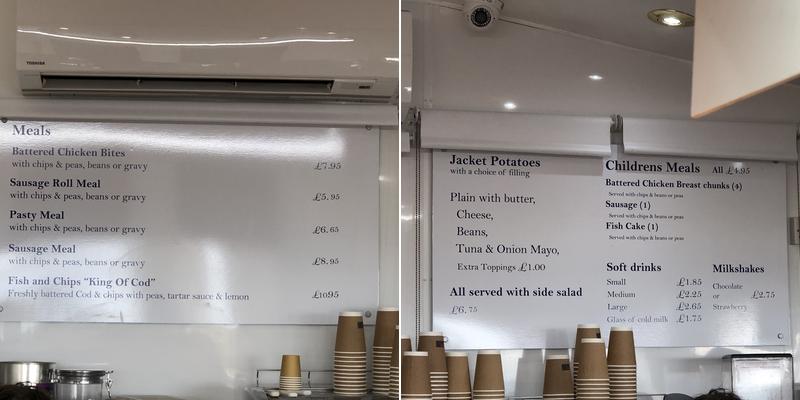 TOSHIBA
Meals
Battered Chicken Bites
with chips & peas, beans or gravy £7.95
Sausage Roll Meal
with chips & peas, beans or gravy £5.95
Pasty Meal
with chips & peas, beans or gravy £6.65
Sausage Meal
with chips & peas, beans or gravy £8.95
Fish and Chips “King Of Cod”
Freshly battered Cod & chips with peas, tartar sauce & lemon £1095
Jacket Potatoes
with a choice of filling
Plain with butter,
Cheese,
Beans,
Tuna & Onion Mayo,
Extra Toppings £1.00
All served with side salad
£6.75
Childrens Meals All £4.95
Battered Chicken Breast chunks (4)
Served with chips & beans or peas
Sausage (1)
Served with chips & beans or peas
Fish Cake (1)
Served with chips & beans or peas
Soft drinks
Small £1.85
Medium £2.25
Large £2.65
Glass of cold milk £1.75
Milkshakes
Chocolate
or £2.75
Strawberry